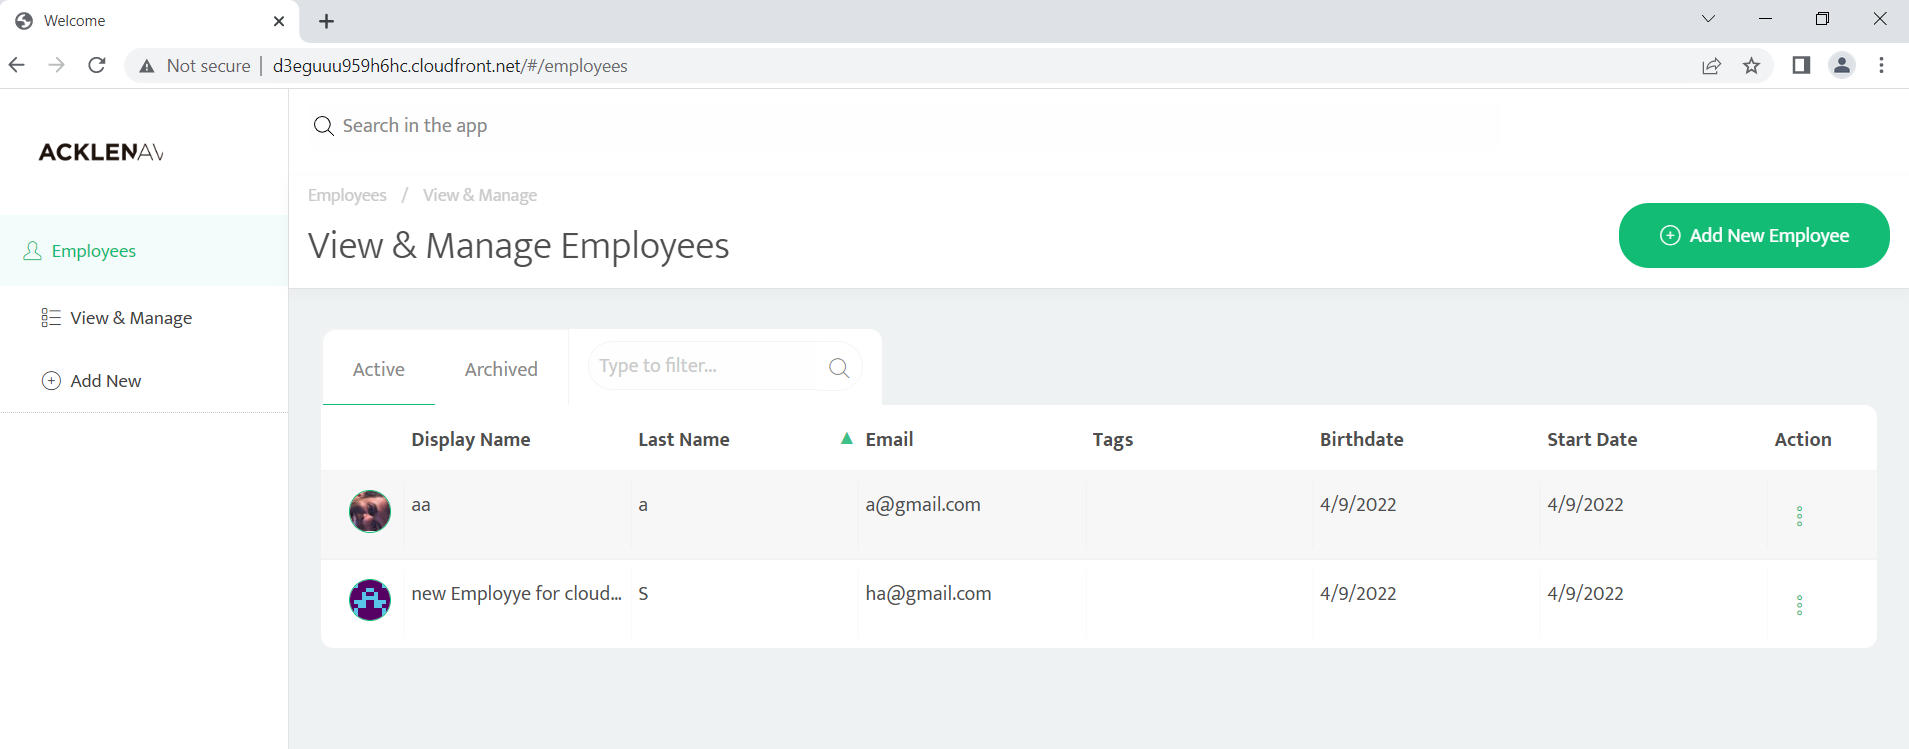 Welcome
Not secure d3eguuu959h6hc.cloudfront.net/#/employees
ACKLENAV
Search in the app
Employees / View & Manage
View & Manage Employees
Add New Employee
Employees
View & Manage
Add New
Active Archived Type to filter...
Display Name Last Name Email Tags Birthdate Start Date Action
aa a a@gmail.com 4/9/2022 4/9/2022
new Employye for cloud... S ha@gmail.com 4/9/2022 4/9/2022